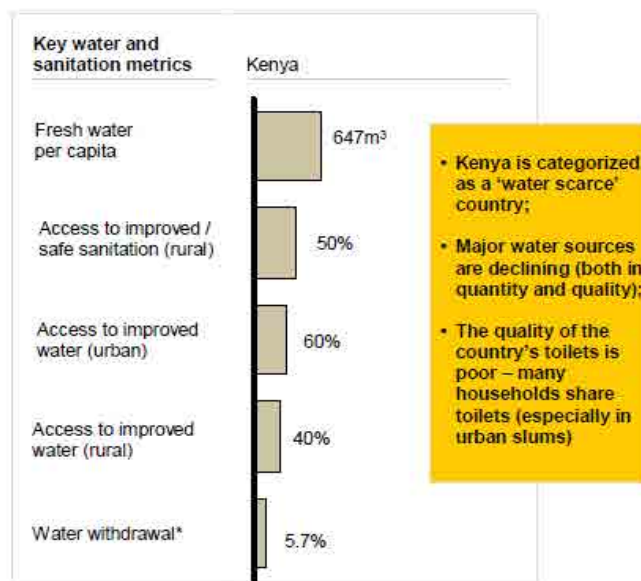 Key water and
sanitation metrics
Kenya
Fresh water
per capita
647m³
Access to improved /
safe sanitation (rural)
50%
Access to improved
water (urban)
60%
Access to improved
water (rural)
40%
Water withdrawal*
5.7%
• Kenya is categorized
as a ‘water scarce’
country;
• Major water sources
are declining (both in
quantity and quality);
• The quality of the
country’s toilets is
poor – many
households share
toilets (especially in
urban slums)